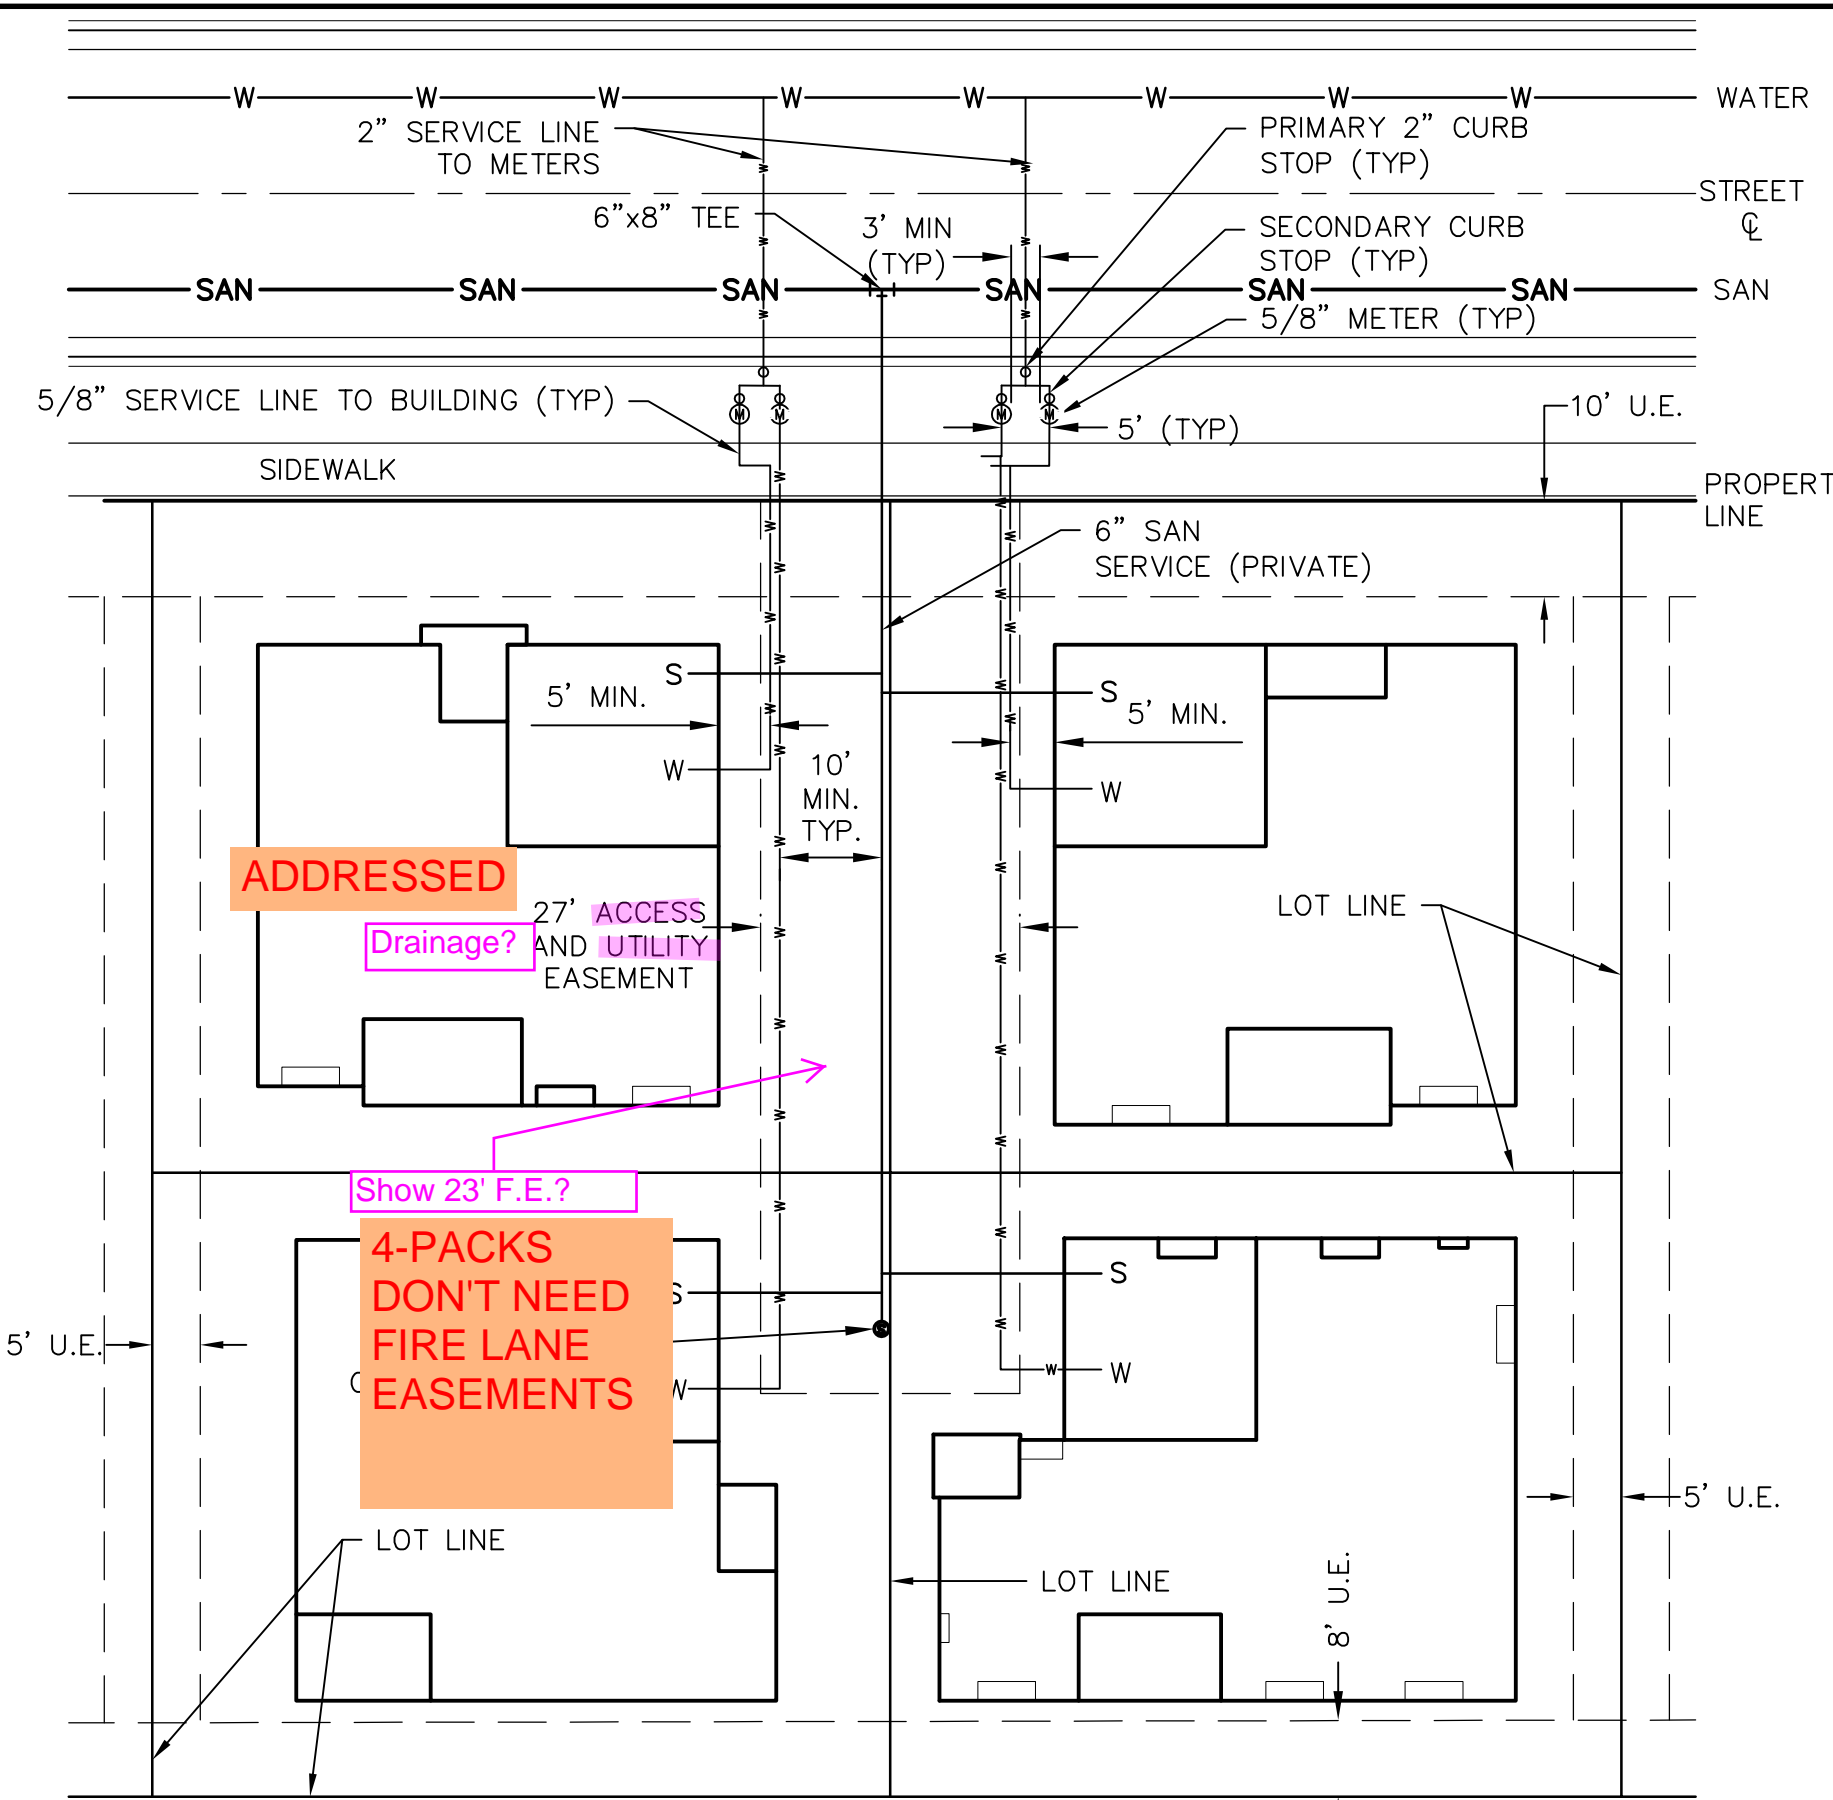 W W W W W W W W WATER
2” SERVICE LINE
TO METERS
PRIMARY 2” CURB
STOP (TYP)
STREET
℄
6”x8” TEE
3’ MIN
(TYP)
SECONDARY CURB
STOP (TYP)
SAN SAN SAN SAN SAN SAN SAN
5/8” METER (TYP)
5/8” SERVICE LINE TO BUILDING (TYP)
M M M M
10’ U.E.
5’ (TYP)
SIDEWALK
PROPERT
LINE
6” SAN
SERVICE (PRIVATE)
S
S
5’ MIN.
5’ MIN.
W
W
10’
MIN.
TYP.
ADDRESSED
27’ ACCESS
AND UTILITY
EASEMENT
Drainage?
LOT LINE
Show 23' F.E.?
4-PACKS
DON'T NEED
FIRE LANE
EASEMENTS
S
S
W
W
5’ U.E.
5’ U.E.
LOT LINE
LOT LINE
8’ U.E.